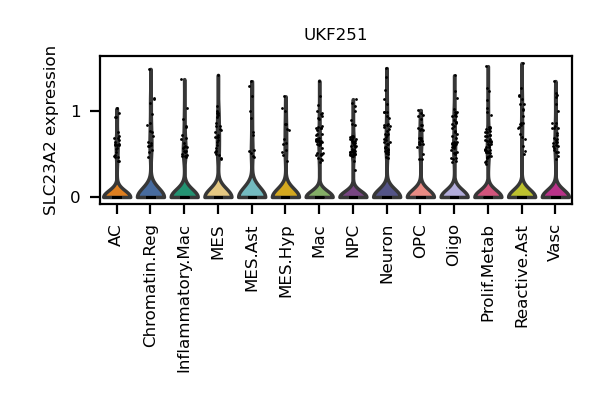 UKF251
SLC23A2 expression
1
0
AC
Chromatin.Reg
Inflammatory.Mac
MES
MES.Ast
MES.Hyp
Mac
NPC
Neuron
OPC
Oligo
Prolif.Metab
Reactive.Ast
Vasc